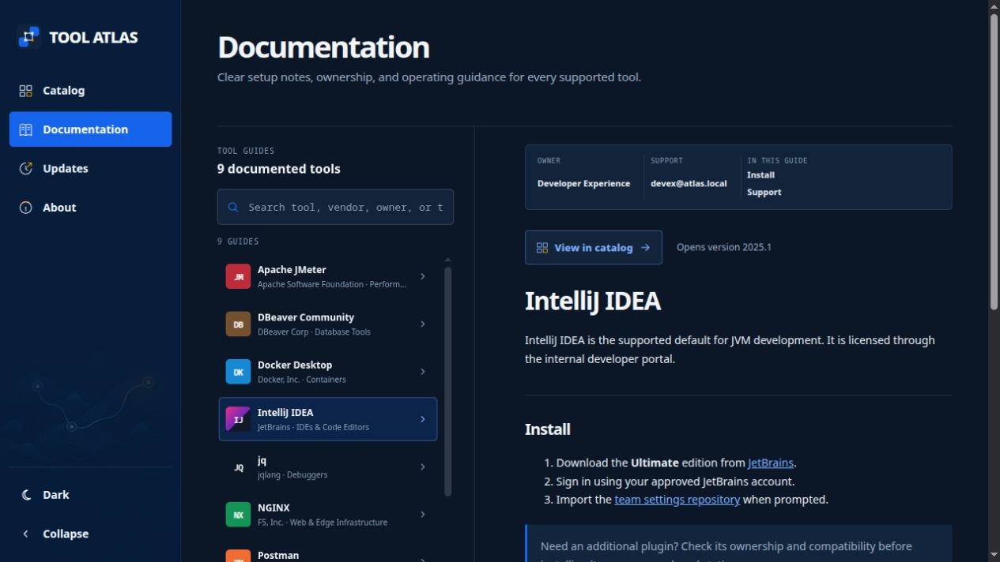 TOOL ATLAS
Catalog
Documentation
Updates
About
Dark
Collapse
Documentation
Clear setup notes, ownership, and operating guidance for every supported tool.
TOOL GUIDES
9 documented tools
Search tool, vendor, owner, or t
9 GUIDES
JM
Apache JMeter
Apache Software Foundation · Perform...
DB
DBeaver Community
DBeaver Corp · Database Tools
DK
Docker Desktop
Docker, Inc. · Containers
IJ
IntelliJ IDEA
JetBrains · IDEs & Code Editors
JQ
jq
jqlang · Debuggers
NX
NGINX
F5, Inc. · Web & Edge Infrastructure
Postman
OWNER
Developer Experience
SUPPORT
devex@atlas.local
IN THIS GUIDE
Install
Support
View in catalog →
Opens version 2025.1
IntelliJ IDEA
IntelliJ IDEA is the supported default for JVM development. It is licensed through
the internal developer portal.
Install
1. Download the Ultimate edition from JetBrains.
2. Sign in using your approved JetBrains account.
3. Import the team settings repository when prompted.
Need an additional plugin? Check its ownership and compatibility before